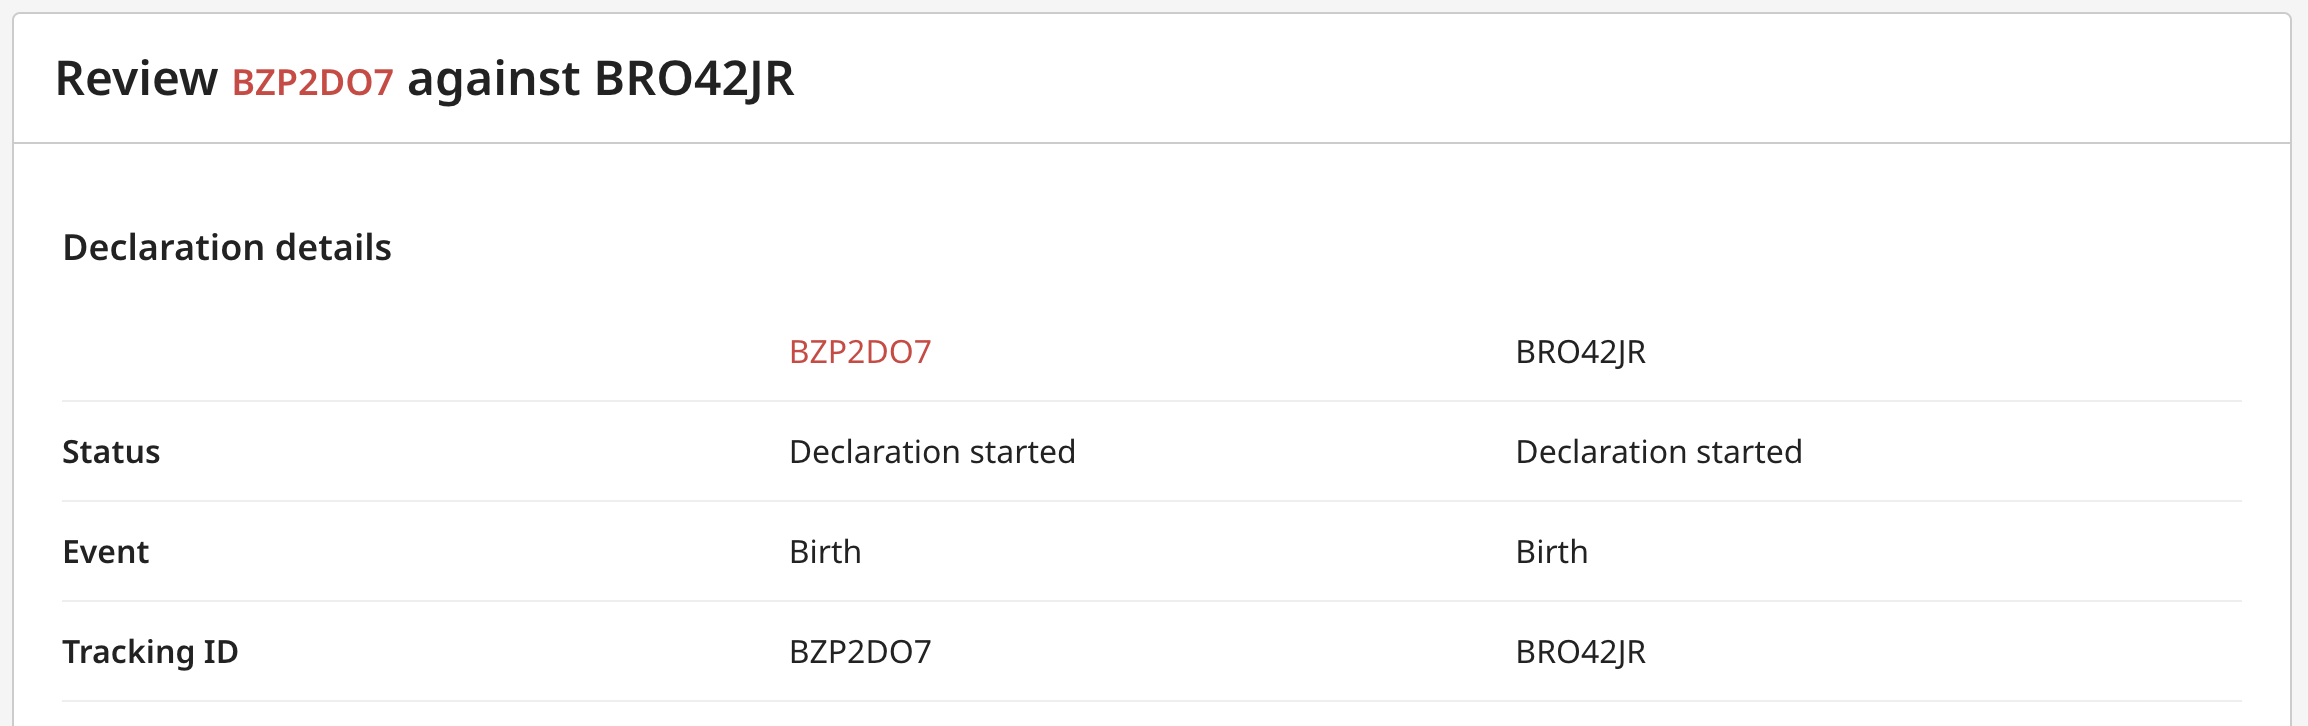 Review BZP2DO7 against BRO42JR
Declaration details
BZP2DO7 BRO42JR
Status Declaration started Declaration started
Event Birth Birth
Tracking ID BZP2DO7 BRO42JR